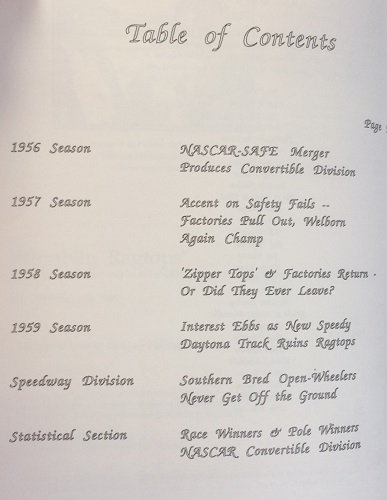 Table of Contents
Page
1956 Season
NASCAR-SAFE Merger
Produces Convertible Division
1957 Season
Accent on Safety Fails --
Factories Pull Out, Welborn
Again Champ
1958 Season
'Zipper Tops' & Factories Return -
Or Did They Ever Leave?
1959 Season
Interest Ebbs as New Speedy
Daytona Track Ruins Ragtops
Speedway Division
Southern Bred Open-Wheelers
Never Get Off the Ground
Statistical Section
Race Winners & Pole Winners
NASCAR Convertible Division